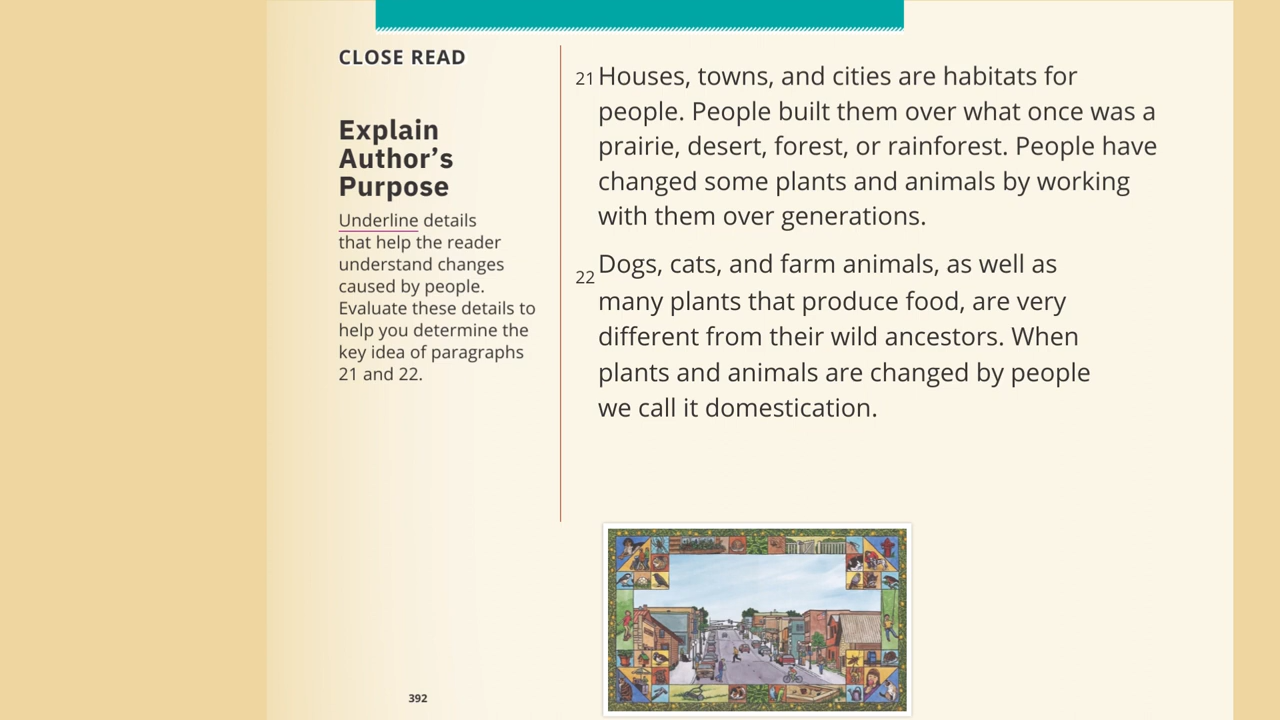 CLOSE READ
Explain
Author’s
Purpose
Underline details
that help the reader
understand changes
caused by people.
Evaluate these details to
help you determine the
key idea of paragraphs
21 and 22.
21 Houses, towns, and cities are habitats for
people. People built them over what once was a
prairie, desert, forest, or rainforest. People have
changed some plants and animals by working
with them over generations.
22 Dogs, cats, and farm animals, as well as
many plants that produce food, are very
different from their wild ancestors. When
plants and animals are changed by people
we call it domestication.
392